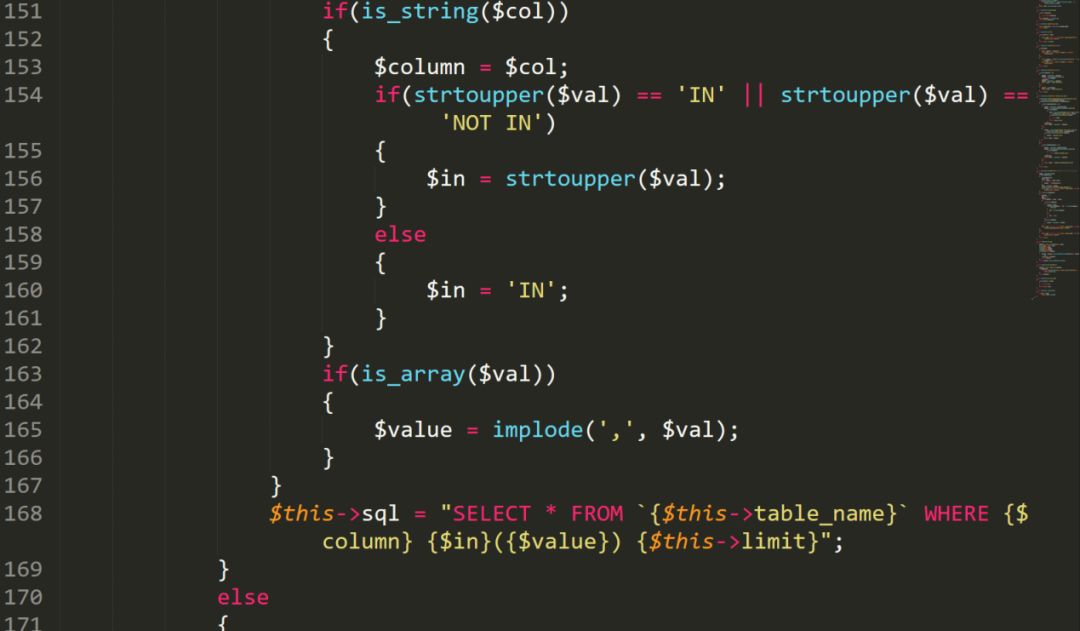 151 if(is_string($col))
152 {
153 $column = $col;
154 if(strtoupper($val) == 'IN' || strtoupper($val) ==
'NOT IN')
155 {
156 $in = strtoupper($val);
157 }
158 else
159 {
160 $in = 'IN';
161 }
162 }
163 if(is_array($val))
164 {
165 $value = implode(',', $val);
166 }
167 }
168 $this->sql = "SELECT * FROM `{$this->table_name}` WHERE {$
column} {$in}({$value}) {$this->limit}";
169 }
170 else
171 {